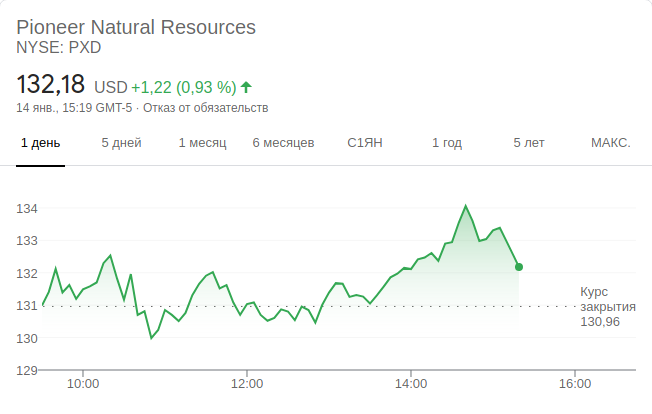 Pioneer Natural Resources
NYSE: PXD
132,18 USD +1,22 (0,93 %)
14 янв., 15:19 GMT-5 · Отказ от обязательств
1 день 5 дней 1 месяц 6 месяцев С1ЯН 1 год 5 лет МАКС.
134
133
132
131
130
129
Курс
закрытия
130,96
10:00 12:00 14:00 16:00